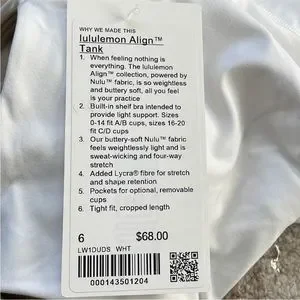 WHY WE MADE THIS
lululemon Align™
Tank
1. When feeling nothing is
everything. The lululemon
Align™ collection, powered by
Nulu™ fabric, is so weightless
and buttery soft, all you feel
is your practice
2. Built-in shelf bra intended to
provide light support. Sizes
0-14 fit A/B cups, sizes 16-20
fit C/D cups
3. Our buttery-soft Nulu™ fabric
feels weightlessly light and is
sweat-wicking and four-way
stretch
4. Added Lycra® fibre for stretch
and shape retention
5. Pockets for optional, removable
cups
6. Tight fit, cropped length
6 $68.00
LW1DUDS WHT
000143501204